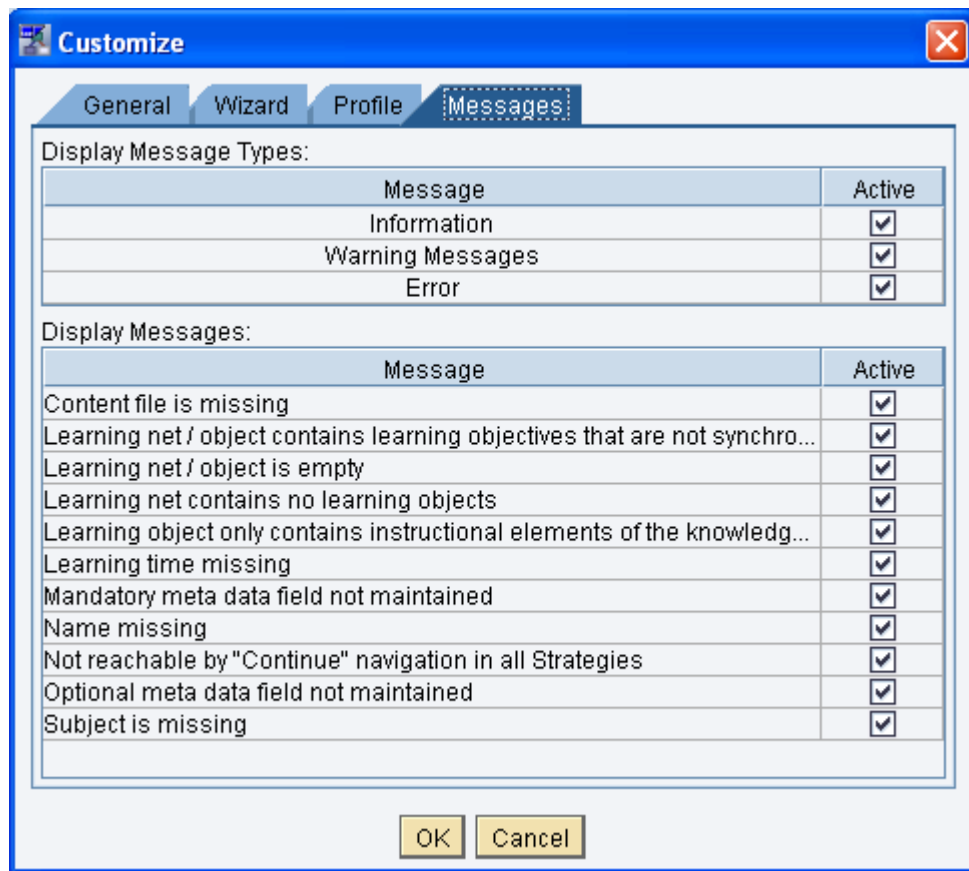 Customize
General Wizard Profile Messages
Display Message Types:
Message Active
Information
Warning Messages
Error
Display Messages:
Message Active
Content file is missing
Learning net / object contains learning objectives that are not synchro...
Learning net / object is empty
Learning net contains no learning objects
Learning object only contains instructional elements of the knowledg...
Learning time missing
Mandatory meta data field not maintained
Name missing
Not reachable by "Continue" navigation in all Strategies
Optional meta data field not maintained
Subject is missing
OK Cancel